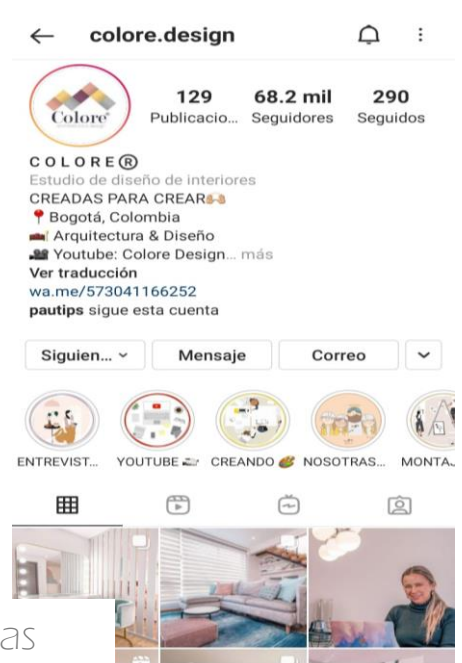 colore.design
Colore
129
68.2 mil
290
Publicacio...
Seguidores
Seguidos
C O L O R E ®
Estudio de diseño de interiores
CREADAS PARA CREAR
Bogotá, Colombia
Arquitectura & Diseño
Youtube: Colore Design... más
Ver traducción
wa.me/573041166252
pautips sigue esta cuenta
Siguien...
Mensaje
Correo
ENTREVIST...
YOUTUBE
CREANDO
NOSOTRAS...
MONTA
as